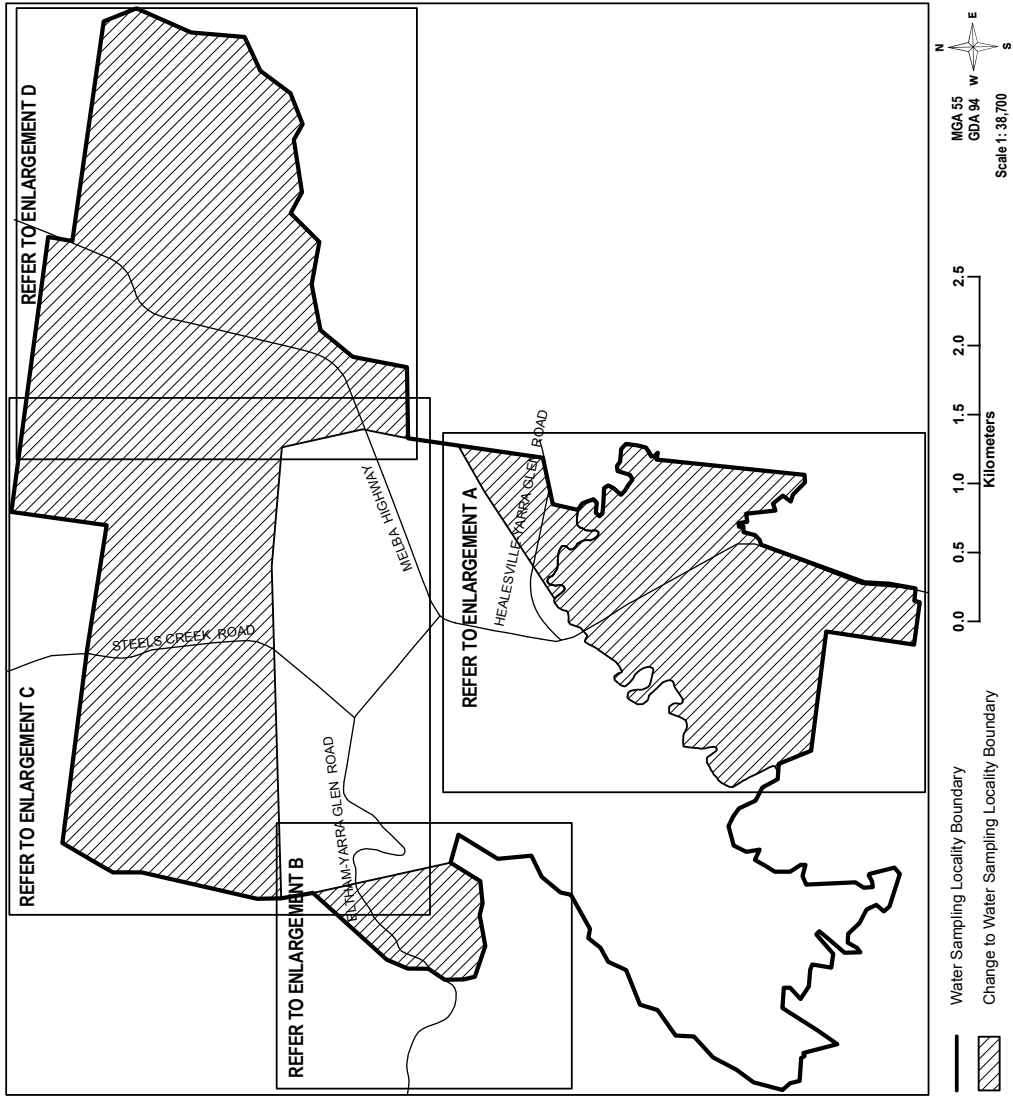 REFER TO ENLARGEMENT D
REFER TO ENLARGEMENT C
STEELS CREEK ROAD
MELBA HIGHWAY
HEALESVILLE-YARRA GLEN ROAD
REFER TO ENLARGEMENT A
ELTHAM-YARRA GLEN ROAD
REFER TO ENLARGEMENT B
Water Sampling Locality Boundary
Change to Water Sampling Locality Boundary
0.0 0.5 1.0 1.5 2.0 2.5
Kilometers
MGA 55
GDA 94
Scale 1: 38,700
N
W E
S